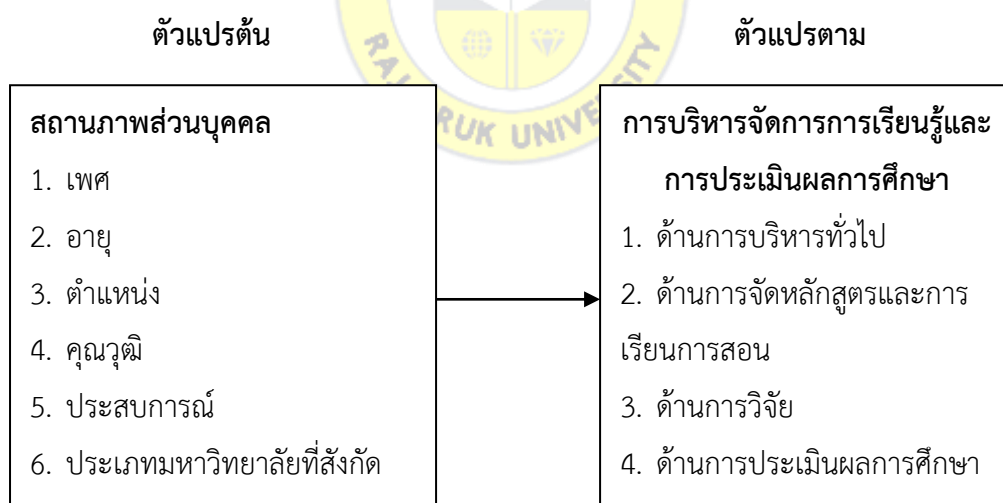 ตัวแปรต้น
ตัวแปรตาม
สถานภาพส่วนบุคคล
1. เพศ
2. อายุ
3. ตำแหน่ง
4. คุณวุฒิ
5. ประสบการณ์
6. ประเภทมหาวิทยาลัยที่สังกัด
การบริหารจัดการการเรียนรู้และ
การประเมินผลการศึกษา
1. ด้านการบริหารทั่วไป
2. ด้านการจัดหลักสูตรและการ
เรียนการสอน
3. ด้านการวิจัย
4. ด้านการประเมินผลการศึกษา